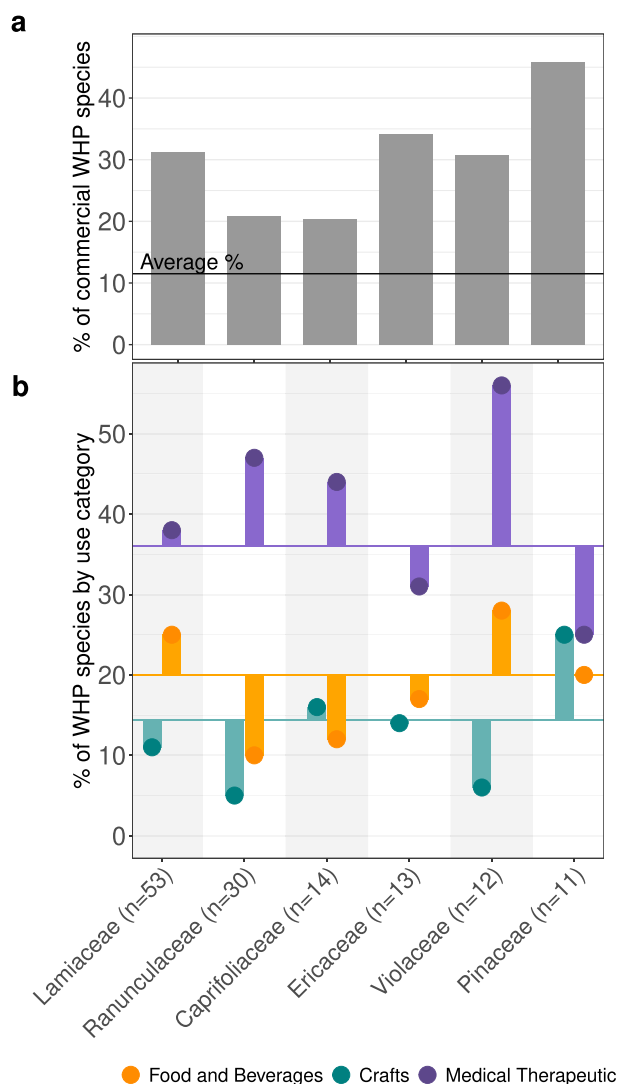 a
% of commercial WHP species
40
30
20
10
0
Average %
b
% of WHP species by use category
50
40
30
20
10
0
Lamiaceae (n=53)
Ranunculaceae (n=30)
Caprifoliaceae (n=14)
Ericaceae (n=13)
Violaceae (n=12)
Pinaceae (n=11)
Food and Beverages Crafts Medical Therapeutic